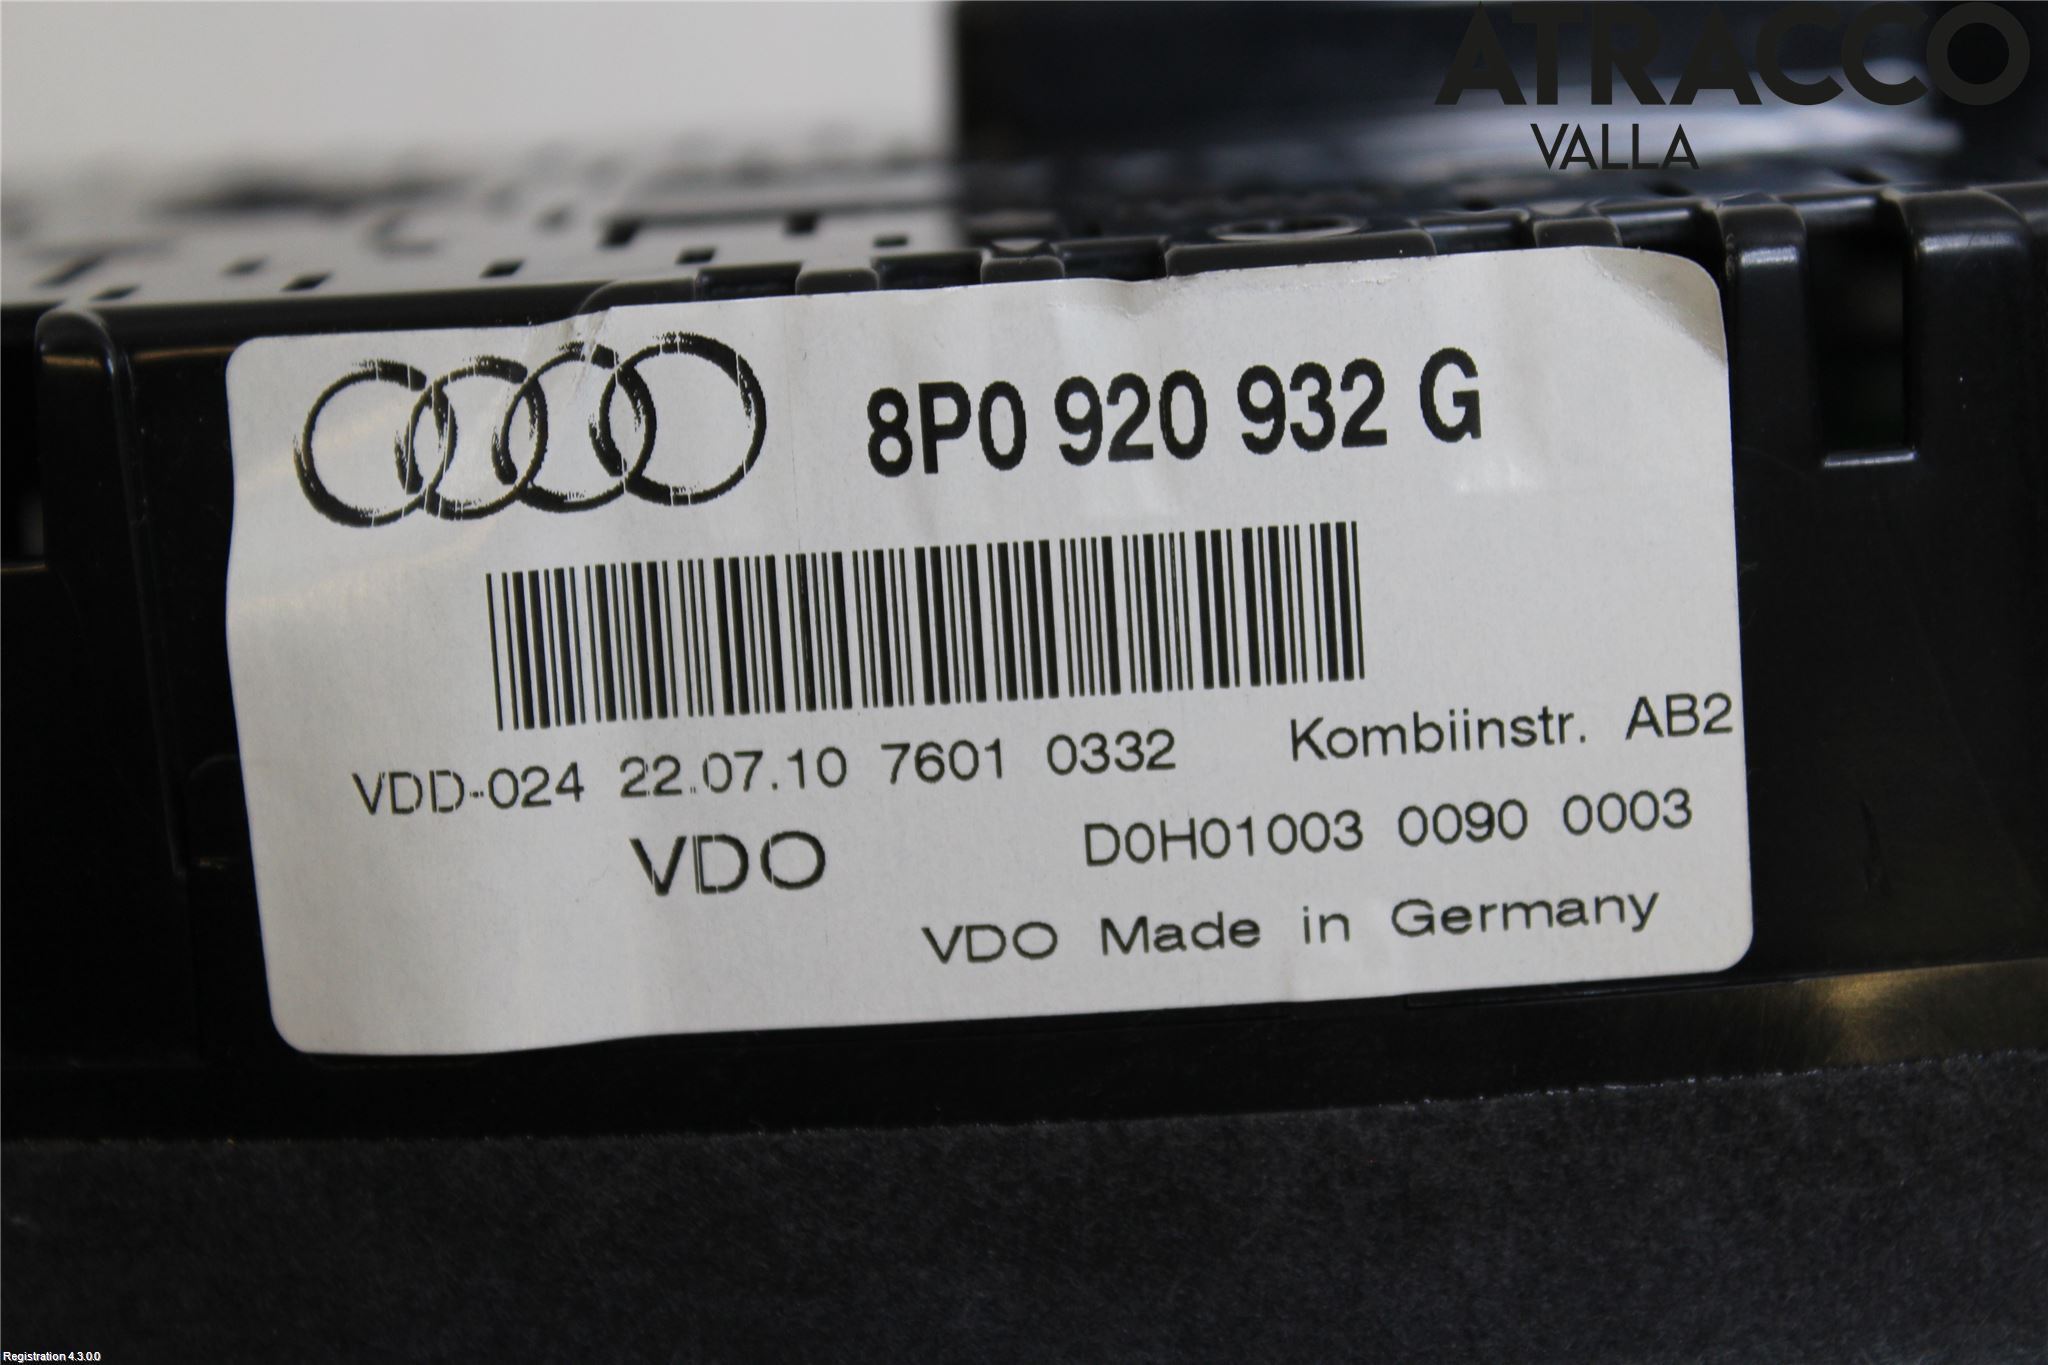 ATRACCO
VALLA
8P0 920 932 G
VDD-024 22.07.10 7601 0332 Kombiinstr. AB2
VDO D0H01003 0090 0003
VDO Made in Germany
Registration 4.3.0.0